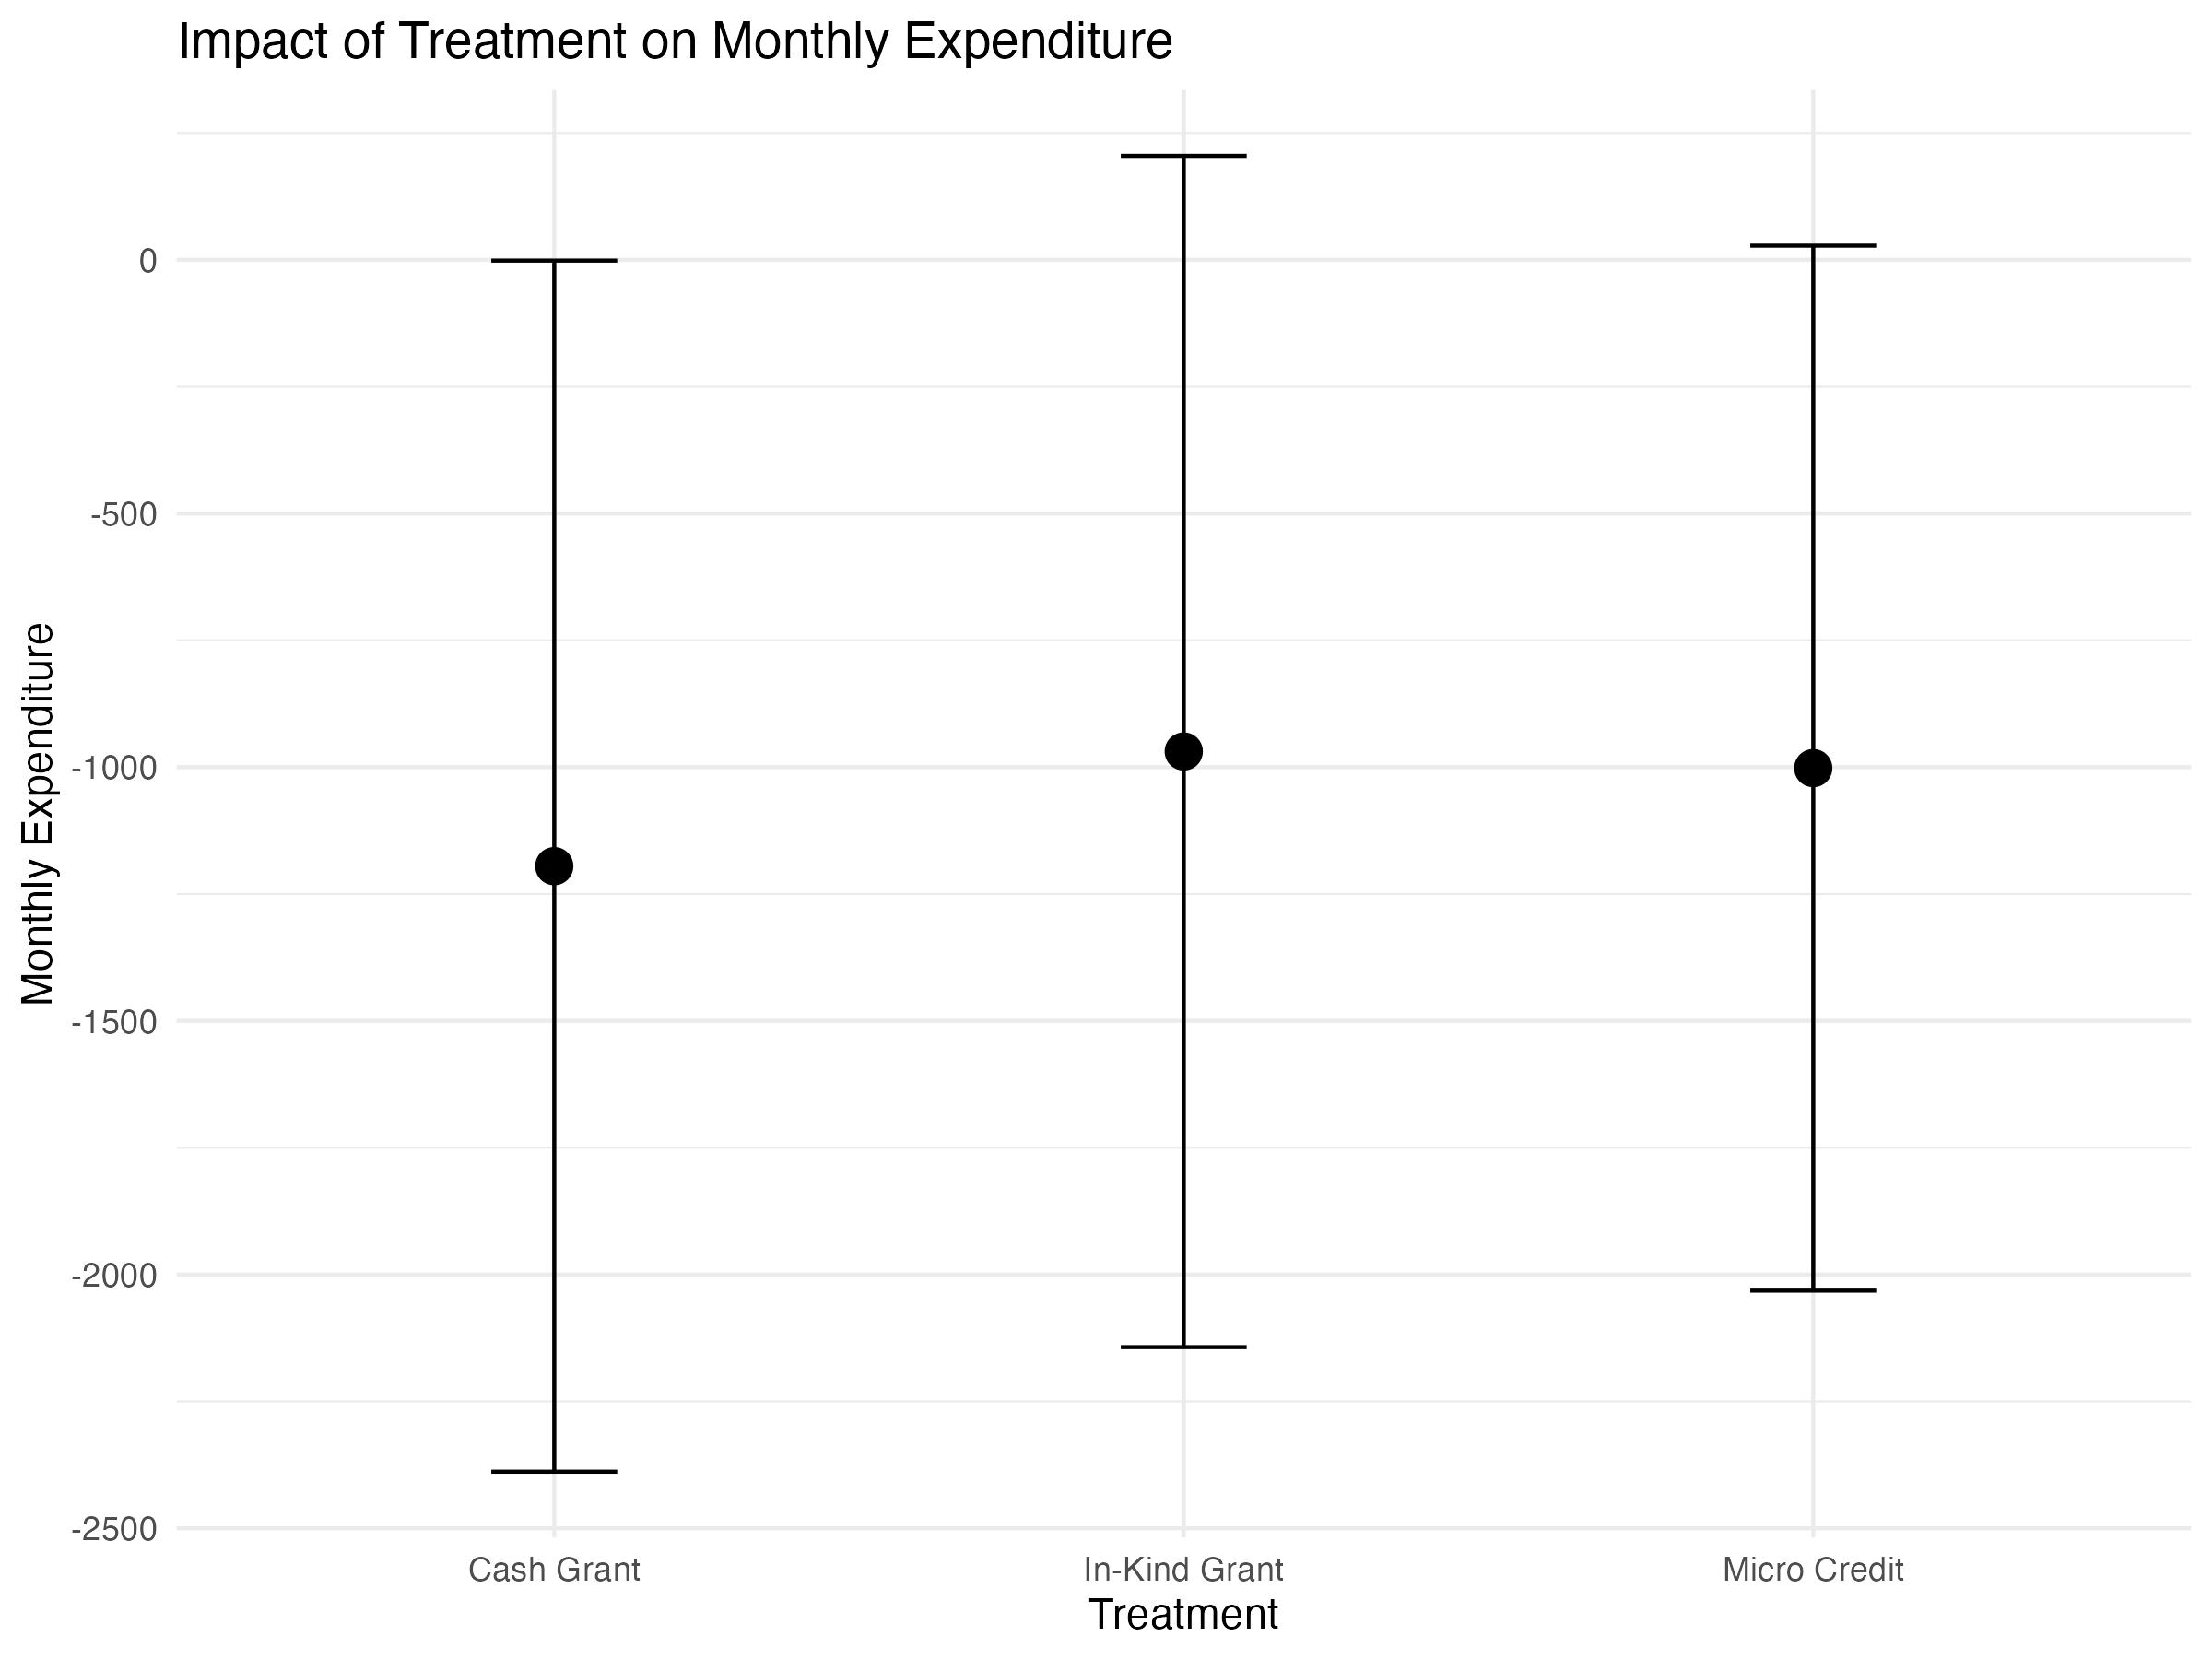 Impact of Treatment on Monthly Expenditure
Monthly Expenditure
0
-500
-1000
-1500
-2000
-2500
Cash Grant
In-Kind Grant
Micro Credit
Treatment